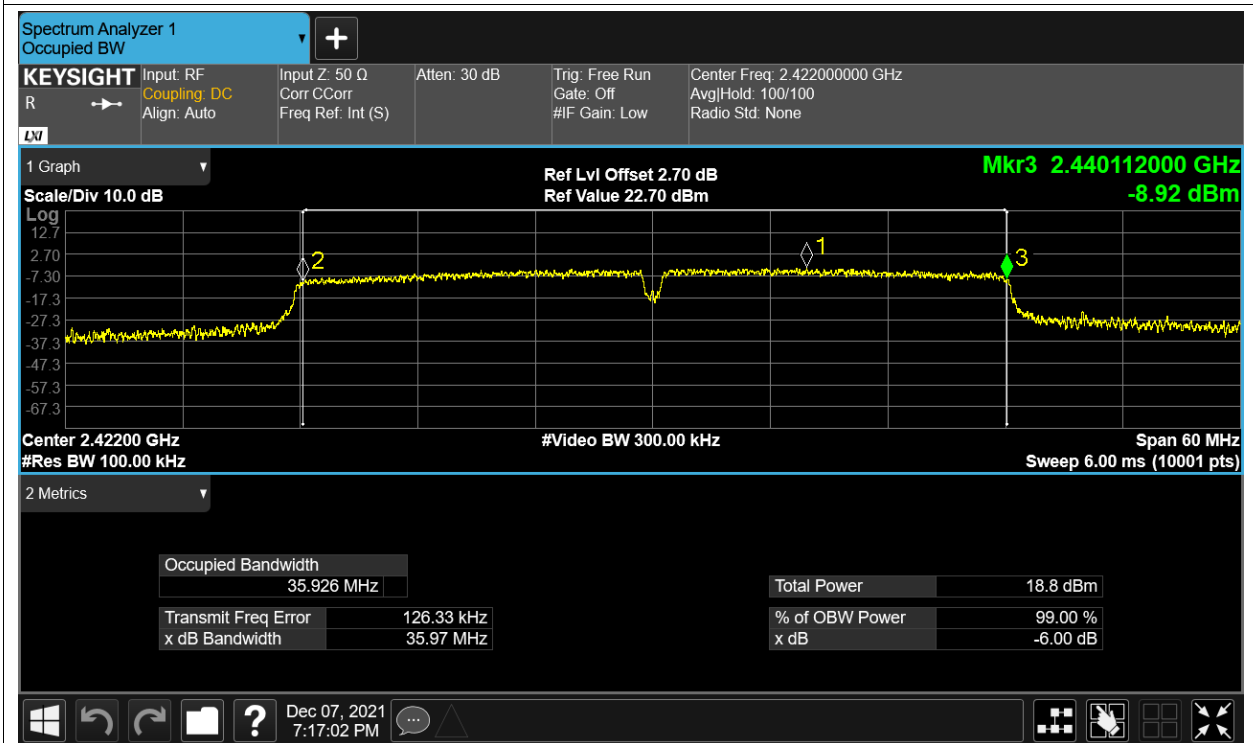 Spectrum Analyzer 1
Occupied BW
KEYSIGHT
R
LXI
Input: RF
Coupling: DC
Align: Auto
Input Z: 50 Ω
Corr CCorr
Freq Ref: Int (S)
Atten: 30 dB
Trig: Free Run
Gate: Off
#IF Gain: Low
Center Freq: 2.422000000 GHz
Avg|Hold: 100/100
Radio Std: None
1 Graph
Scale/Div 10.0 dB
Ref Lvl Offset 2.70 dB
Ref Value 22.70 dBm
Mkr3 2.440112000 GHz
-8.92 dBm
Log
12.7
2.70
-7.30
-17.3
-27.3
-37.3
-47.3
-57.3
-67.3
2
1
3
Center 2.42200 GHz
#Video BW 300.00 kHz
Span 60 MHz
#Res BW 100.00 kHz
Sweep 6.00 ms (10001 pts)
2 Metrics
Occupied Bandwidth
35.926 MHz
Total Power 18.8 dBm
Transmit Freq Error 126.33 kHz
% of OBW Power 99.00 %
x dB Bandwidth 35.97 MHz
x dB -6.00 dB
?
Dec 07, 2021
7:17:02 PM